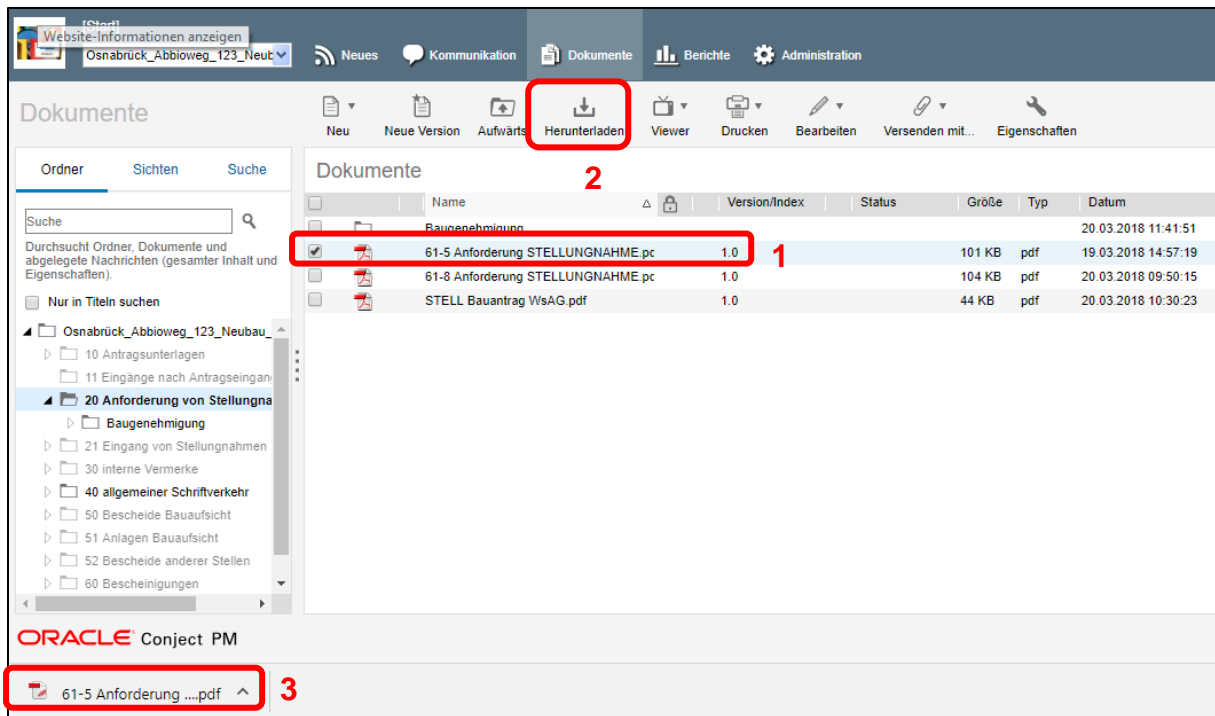 [Start]
Website-Informationen anzeigen
Osnabrück_Abbioweg_123_Neub
Neues
Kommunikation
Dokumente
Berichte
Administration
Dokumente
Neu
Neue Version
Aufwärts
Herunterladen
Viewer
Drucken
Bearbeiten
Versenden mit...
Eigenschaften
Ordner Sichten Suche
Suche
Durchsucht Ordner, Dokumente und
abgelegte Nachrichten (gesamter Inhalt und
Eigenschaften).
Nur in Titeln suchen
Osnabrück_Abbioweg_123_Neubau_
10 Antragsunterlagen
11 Eingänge nach Antragseingan
20 Anforderung von Stellungna
Baugenehmigung
21 Eingang von Stellungnahmen
30 interne Vermerke
40 allgemeiner Schriftverkehr
50 Bescheide Bauaufsicht
51 Anlagen Bauaufsicht
52 Bescheide anderer Stellen
60 Bescheinigungen
Dokumente
2
Name Version/Index Status Größe Typ Datum
Baugenehmigung 20.03.2018 11:41:51
61-5 Anforderung STELLUNGNAHME.pc 1.0 1 101 KB pdf 19.03.2018 14:57:19
61-8 Anforderung STELLUNGNAHME.pc 1.0 104 KB pdf 20.03.2018 09:50:15
STELL Bauantrag WsAG.pdf 1.0 44 KB pdf 20.03.2018 10:30:23
ORACLE Conject PM
61-5 Anforderung ....pdf 3